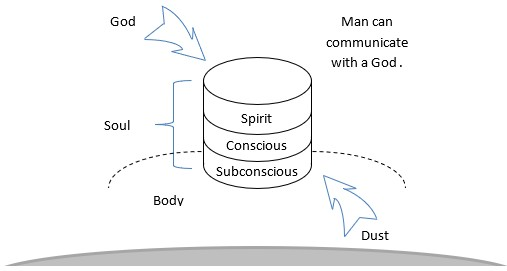 God
Man can
communicate
with a God.
Spirit
Soul
Conscious
Subconscious
Body
Dust